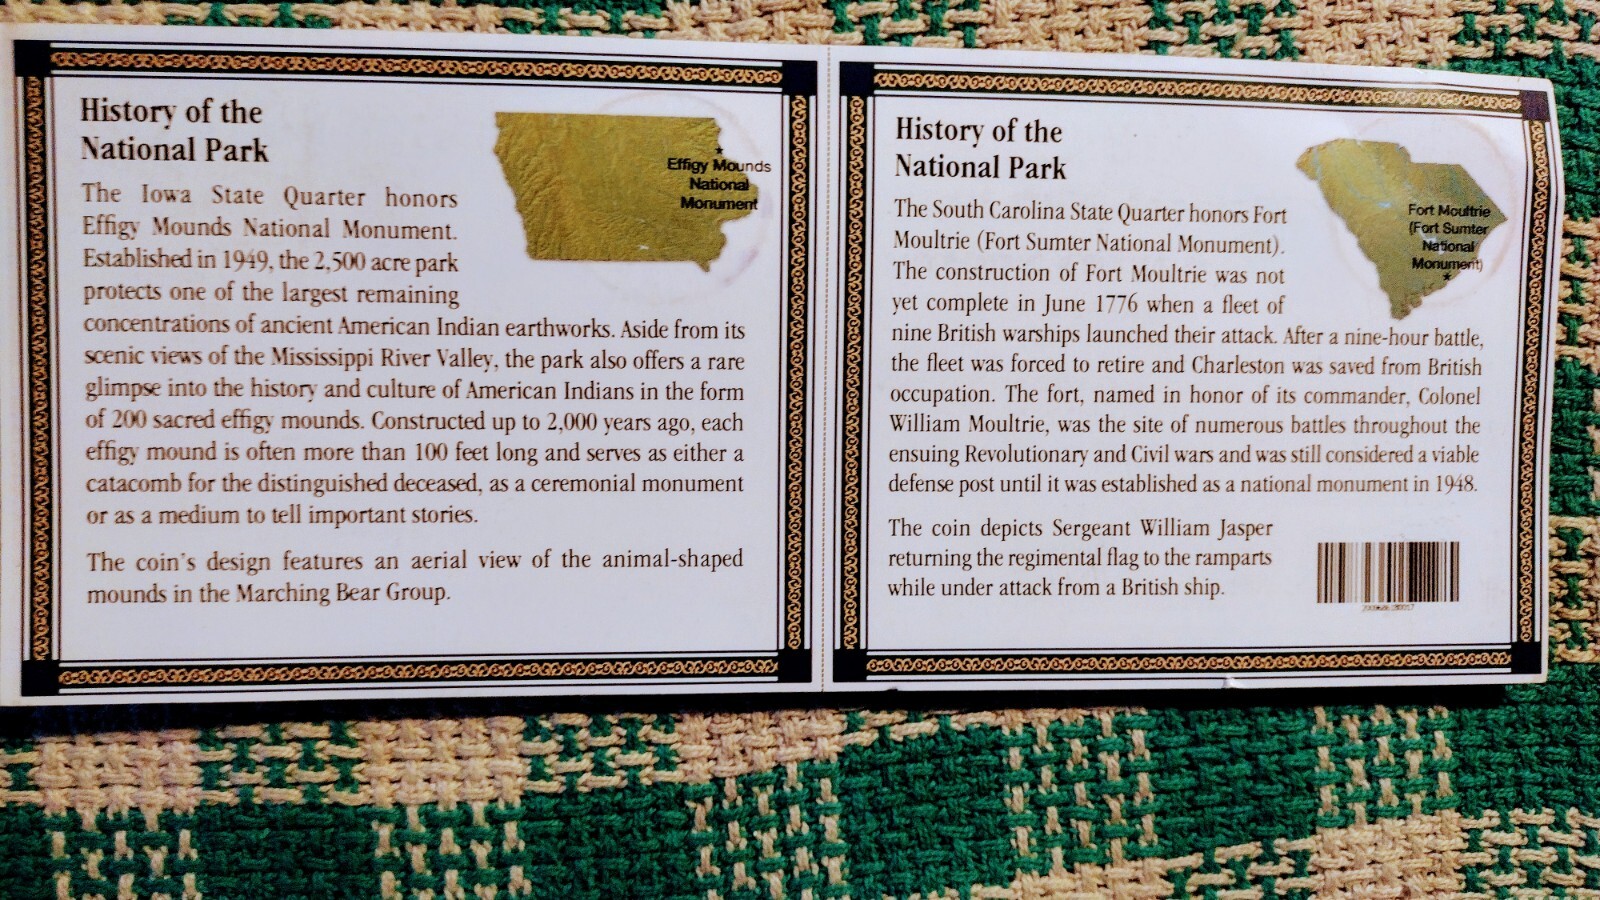 History of the
National Park
The Iowa State Quarter honors
Effigy Mounds National Monument.
Established in 1949, the 2,500 acre park
protects one of the largest remaining
concentrations of ancient American Indian earthworks. Aside from its
scenic views of the Mississippi River Valley, the park also offers a rare
glimpse into the history and culture of American Indians in the form
of 200 sacred effigy mounds. Constructed up to 2,000 years ago, each
effigy mound is often more than 100 feet long and serves as either a
catacomb for the distinguished deceased, as a ceremonial monument
or as a medium to tell important stories.
The coin's design features an aerial view of the animal-shaped
mounds in the Marching Bear Group.
Effigy Mounds
National
Monument
History of the
National Park
The South Carolina State Quarter honors Fort
Moultrie (Fort Sumter National Monument).
The construction of Fort Moultrie was not
yet complete in June 1776 when a fleet of
nine British warships launched their attack. After a nine-hour battle,
the fleet was forced to retire and Charleston was saved from British
occupation. The fort, named in honor of its commander, Colonel
William Moultrie, was the site of numerous battles throughout the
ensuing Revolutionary and Civil wars and was still considered a viable
defense post until it was established as a national monument in 1948.
The coin depicts Sergeant William Jasper
returning the regimental flag to the ramparts
while under attack from a British ship.
Fort Moultrie
(Fort Sumter
National
Monument)